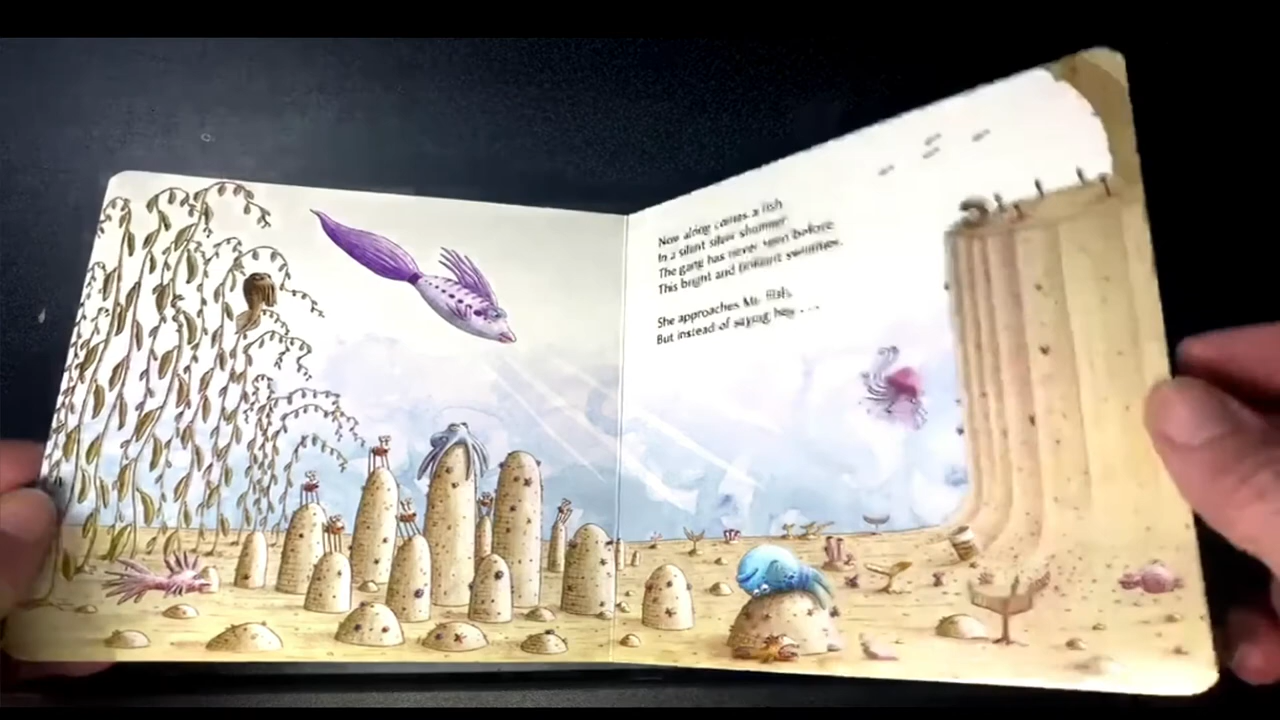 Now along comes a fish
In a silent silver shimmer.
The gang has never seen before
This bright and brilliant swimmer.
She approaches Mr. Fish,
But instead of saying hey . . .